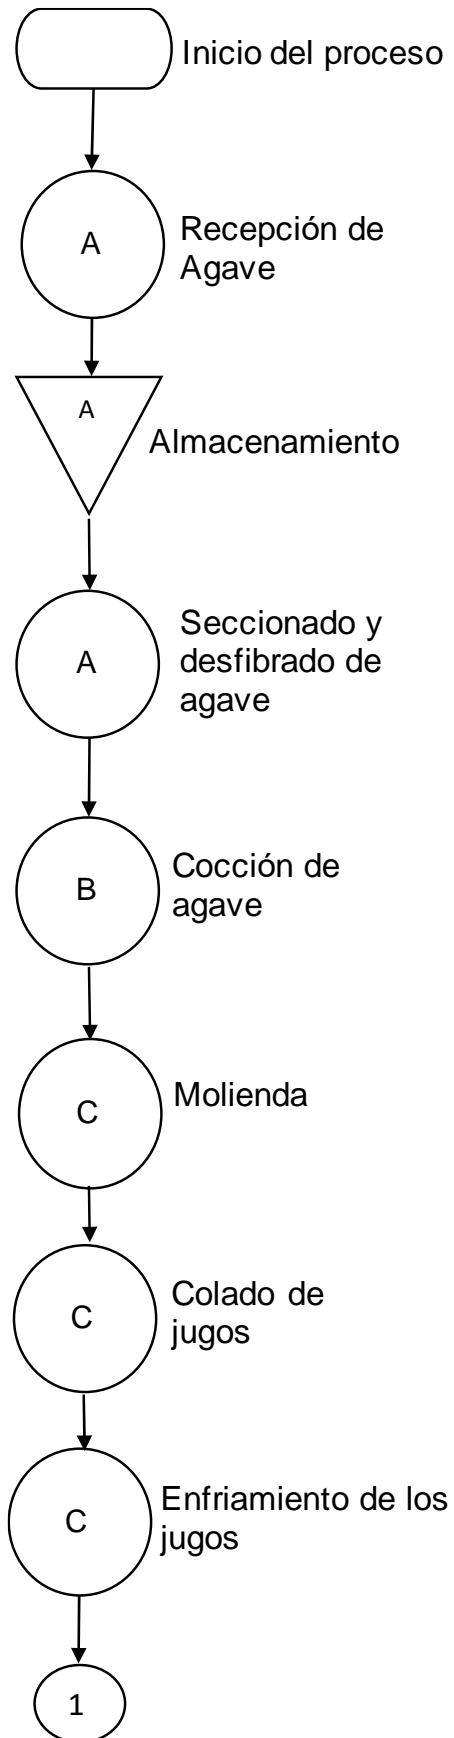 Inicio del proceso
A
Recepción de
Agave
A
Almacenamiento
A
Seccionado y
desfibrado de
agave
B
Cocción de
agave
C
Molienda
C
Colado de
jugos
C
Enfriamiento de los
jugos
1